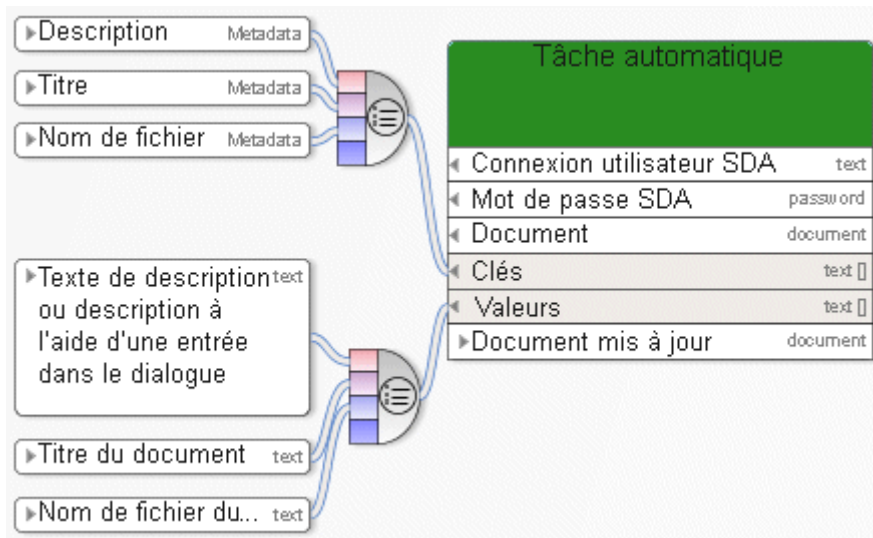 Description Metadata
Titre Metadata
Nom de fichier Metadata
Tâche automatique
Connexion utilisateur SDA text
Mot de passe SDA password
Document document
Clés text []
Valeurs text []
Document mis à jour document
Texte de description text
ou description à
l'aide d'une entrée
dans le dialogue
Titre du document text
Nom de fichier du... text